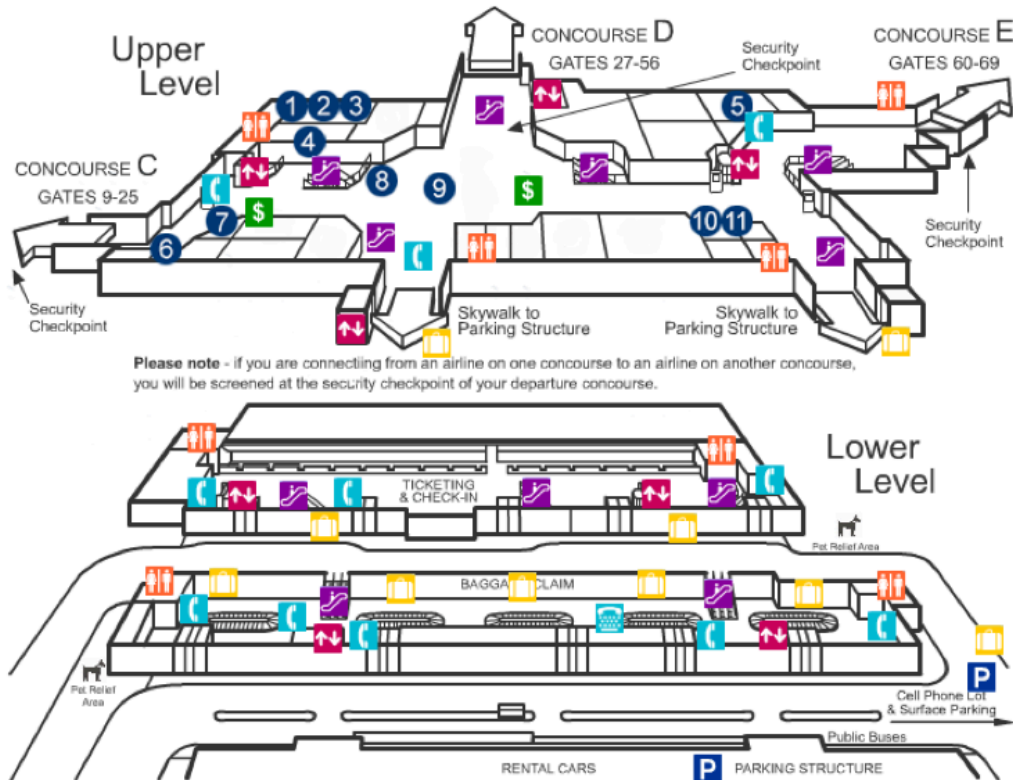 Upper
Level
CONCOURSE D
GATES 27-56
Security
Checkpoint
CONCOURSE E
GATES 60-69
1 2 3
4
5
CONCOURSE C
GATES 9-25
8
9
$
$
7
6
10 11
Security
Checkpoint
Security
Checkpoint
Skywalk to
Parking Structure
Skywalk to
Parking Structure
Please note - if you are connectiing from an airline on one concourse to an airline on another concourse,
you will be screened at the security checkpoint of your departure concourse.
Lower
Level
TICKETING
& CHECK-IN
Pet Relief Area
BAGGA CLAIM
Pet Relief
Area
P
Cell Phone Lot
& Surface Parking
Public Buses
RENTAL CARS
P PARKING STRUCTURE